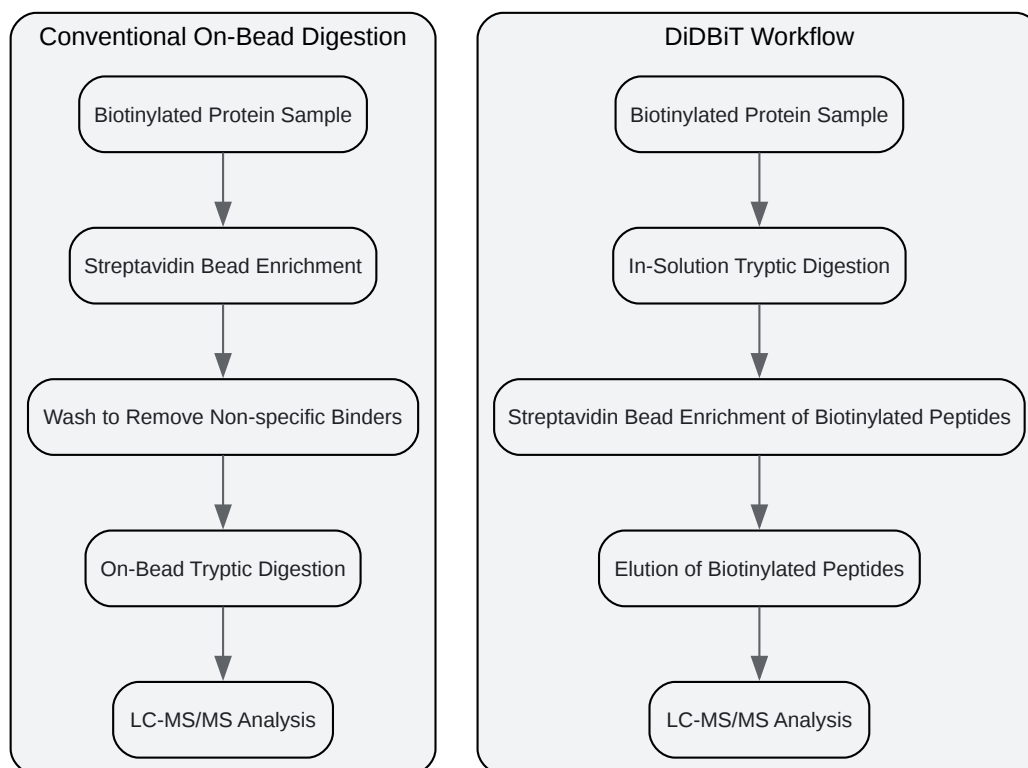 Conventional On-Bead Digestion
Biotinylated Protein Sample
Streptavidin Bead Enrichment
Wash to Remove Non-specific Binders
On-Bead Tryptic Digestion
LC-MS/MS Analysis
DiDBiT Workflow
Biotinylated Protein Sample
In-Solution Tryptic Digestion
Streptavidin Bead Enrichment of Biotinylated Peptides
Elution of Biotinylated Peptides
LC-MS/MS Analysis